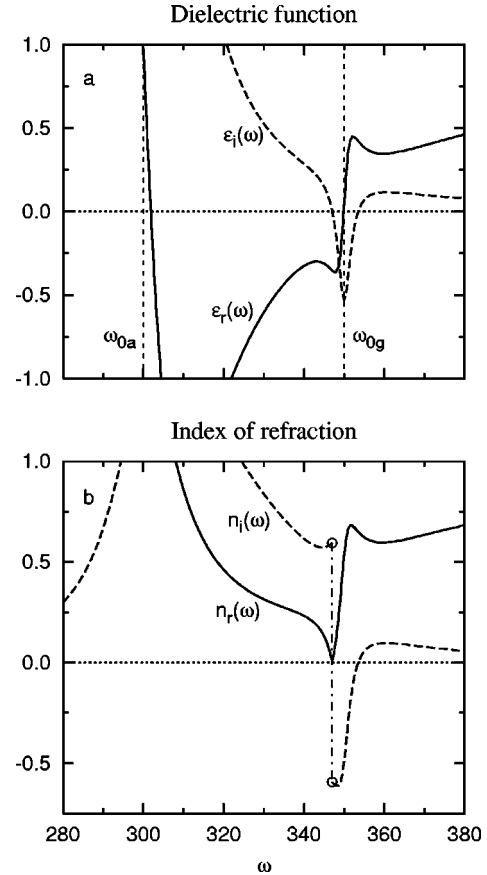 Dielectric function
1.0
a
0.5
εᵢ(ω)
0.0
-0.5
εᵣ(ω)
ω₀ₐ
ω0g
-1.0
Index of refraction
1.0
b
nᵢ(ω)
0.5
nᵣ(ω)
0.0
-0.5
280 300 320 340 360 380
ω